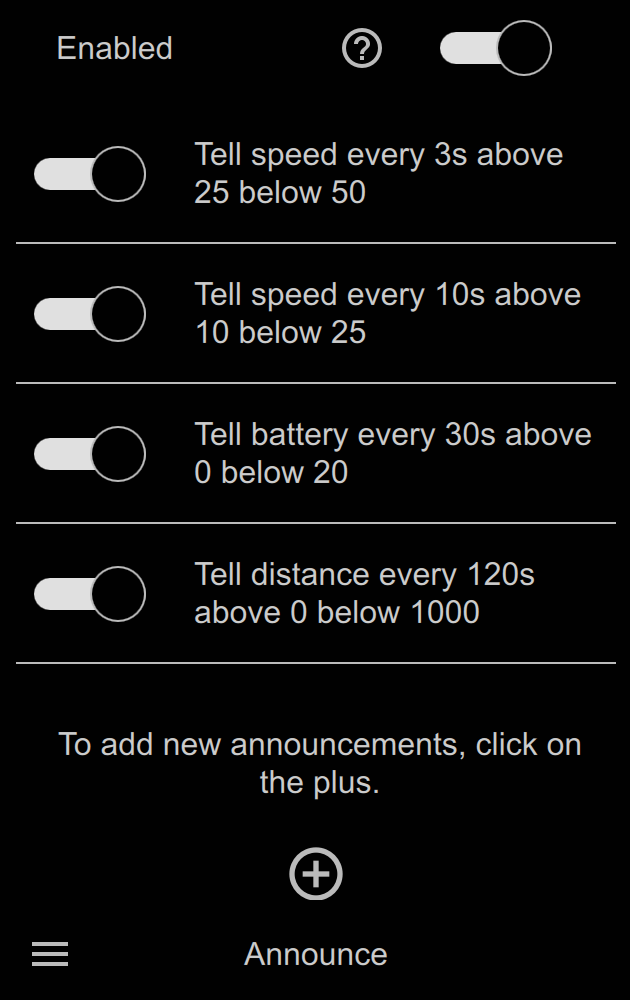 Enabled
Tell speed every 3s above
25 below 50
Tell speed every 10s above
10 below 25
Tell battery every 30s above
0 below 20
Tell distance every 120s
above 0 below 1000
To add new announcements, click on
the plus.
Announce